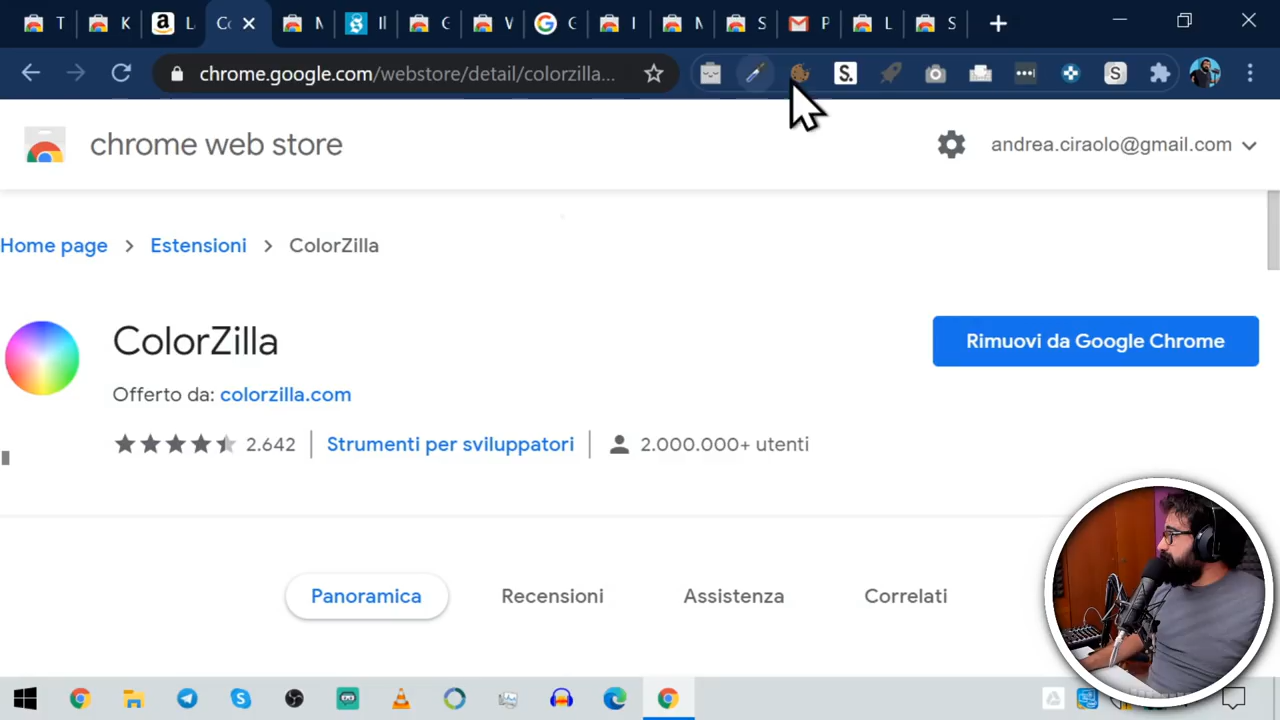 T K L Co M Il C W G I M S P L S
chrome.google.com/webstore/detail/colorzilla...
S. S
chrome web store
andrea.ciraolo@gmail.com
Home page > Estensioni > ColorZilla
ColorZilla
Rimuovi da Google Chrome
Offerto da: colorzilla.com
2.642 Strumenti per sviluppatori 2.000.000+ utenti
Panoramica Recensioni Assistenza Correlati